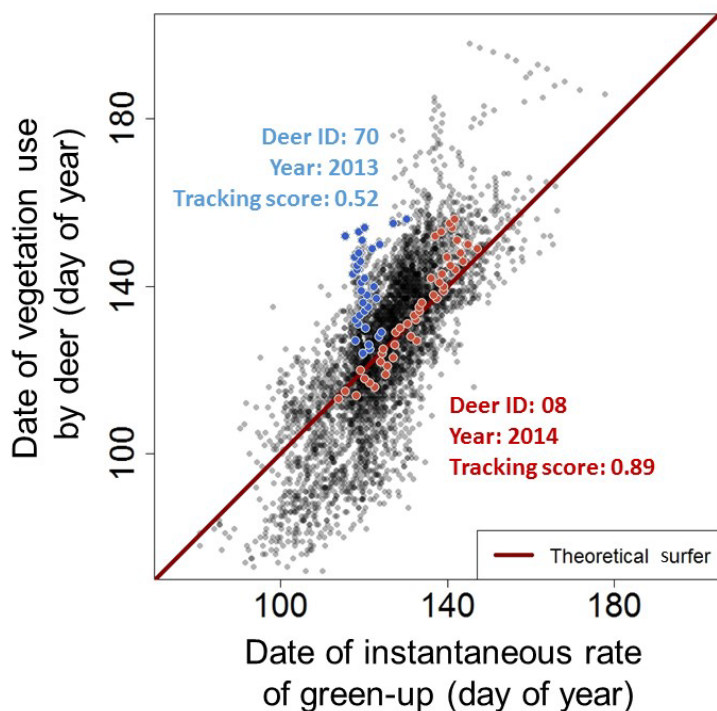 Date of vegetation use
by deer (day of year)
180
140
100
Deer ID: 70
Year: 2013
Tracking score: 0.52
Deer ID: 08
Year: 2014
Tracking score: 0.89
Theoretical surfer
100
140
180
Date of instantaneous rate
of green-up (day of year)